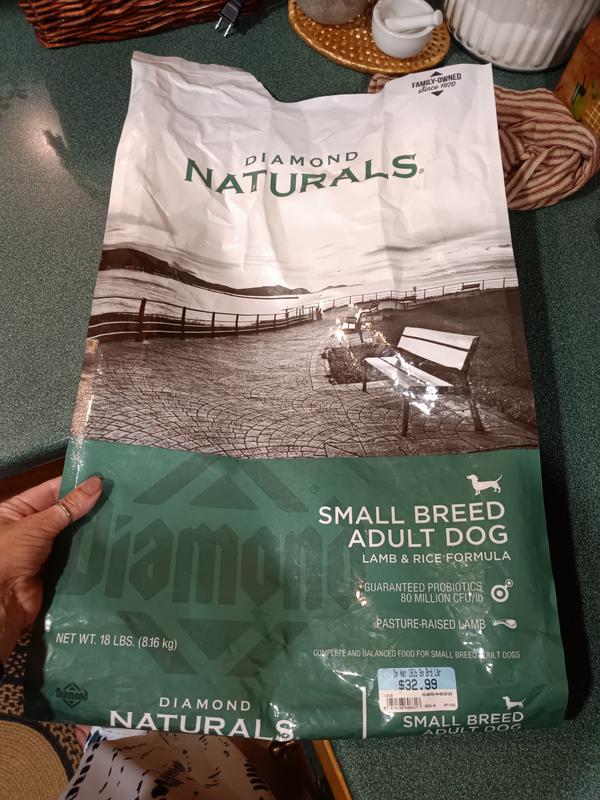 FAMILY-OWNED
since 1970
DIAMOND
NATURALS®
Diamond
SMALL BREED
ADULT DOG
LAMB & RICE FORMULA
GUARANTEED PROBIOTICS
80 MILLION CFU/lb
PASTURE-RAISED LAMB
NET WT. 18 LBS. (8.16 kg)
COMPLETE AND BALANCED FOOD FOR SMALL BREED ADULT DOGS
$32.99
Diamond
DIAMOND
NATURALS
SMALL BREED
ADULT DOG